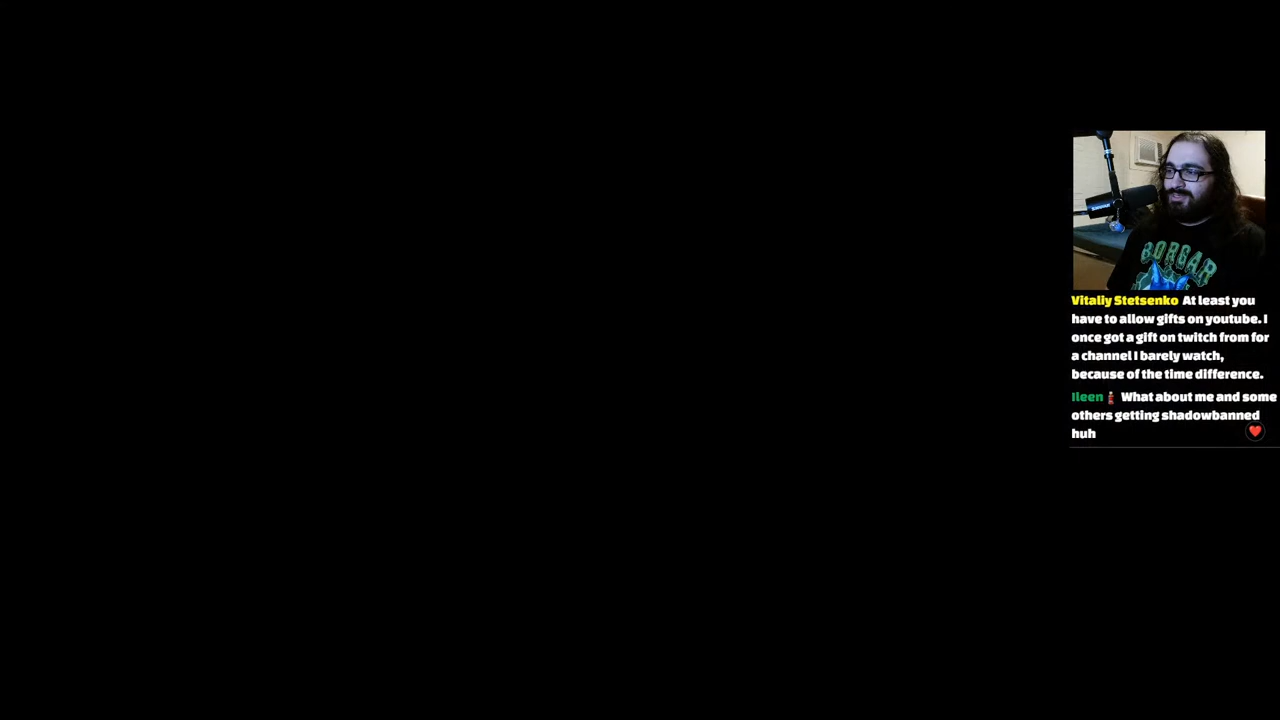 BORGAR
Vitaliy Stetsenko At least you
have to allow gifts on youtube. I
once got a gift on twitch from for
a channel I barely watch,
because of the time difference.
Ileen What about me and some
others getting shadowbanned
huh